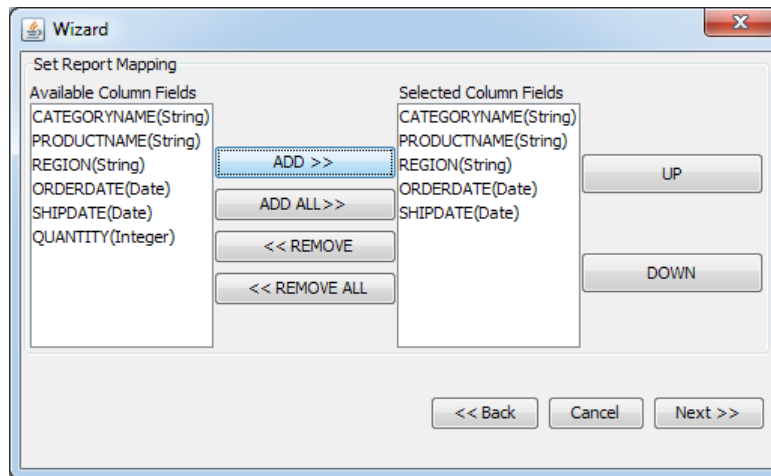 Wizard
Set Report Mapping
Available Column Fields
CATEGORYNAME(String)
PRODUCTNAME(String)
REGION(String)
ORDERDATE(Date)
SHIPDATE(Date)
QUANTITY(Integer)
ADD >>
ADD ALL>>
<< REMOVE
<< REMOVE ALL
Selected Column Fields
CATEGORYNAME(String)
PRODUCTNAME(String)
REGION(String)
ORDERDATE(Date)
SHIPDATE(Date)
UP
DOWN
<< Back
Cancel
Next >>